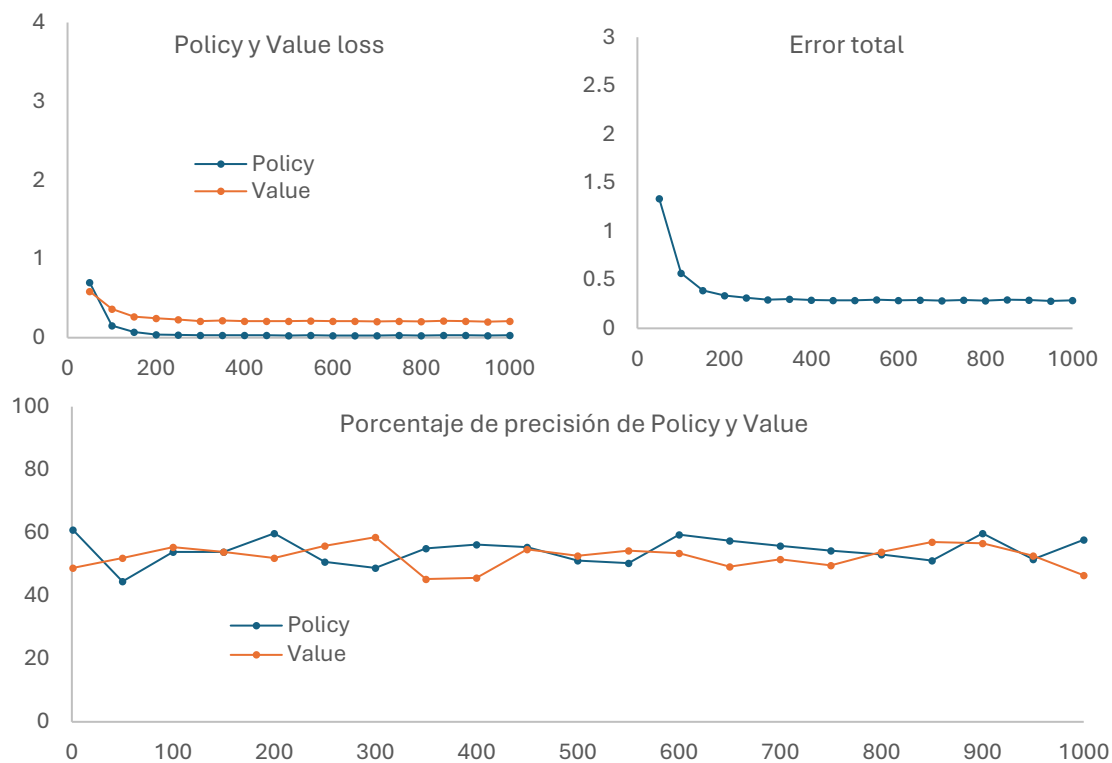 Policy y Value loss
4
3
2
1
0
Policy
Value
0 200 400 600 800 1000
Error total
3
2.5
2
1.5
1
0.5
0
0 200 400 600 800 1000
Porcentaje de precisión de Policy y Value
100
80
60
40
20
0
Policy
Value
0 100 200 300 400 500 600 700 800 900 1000